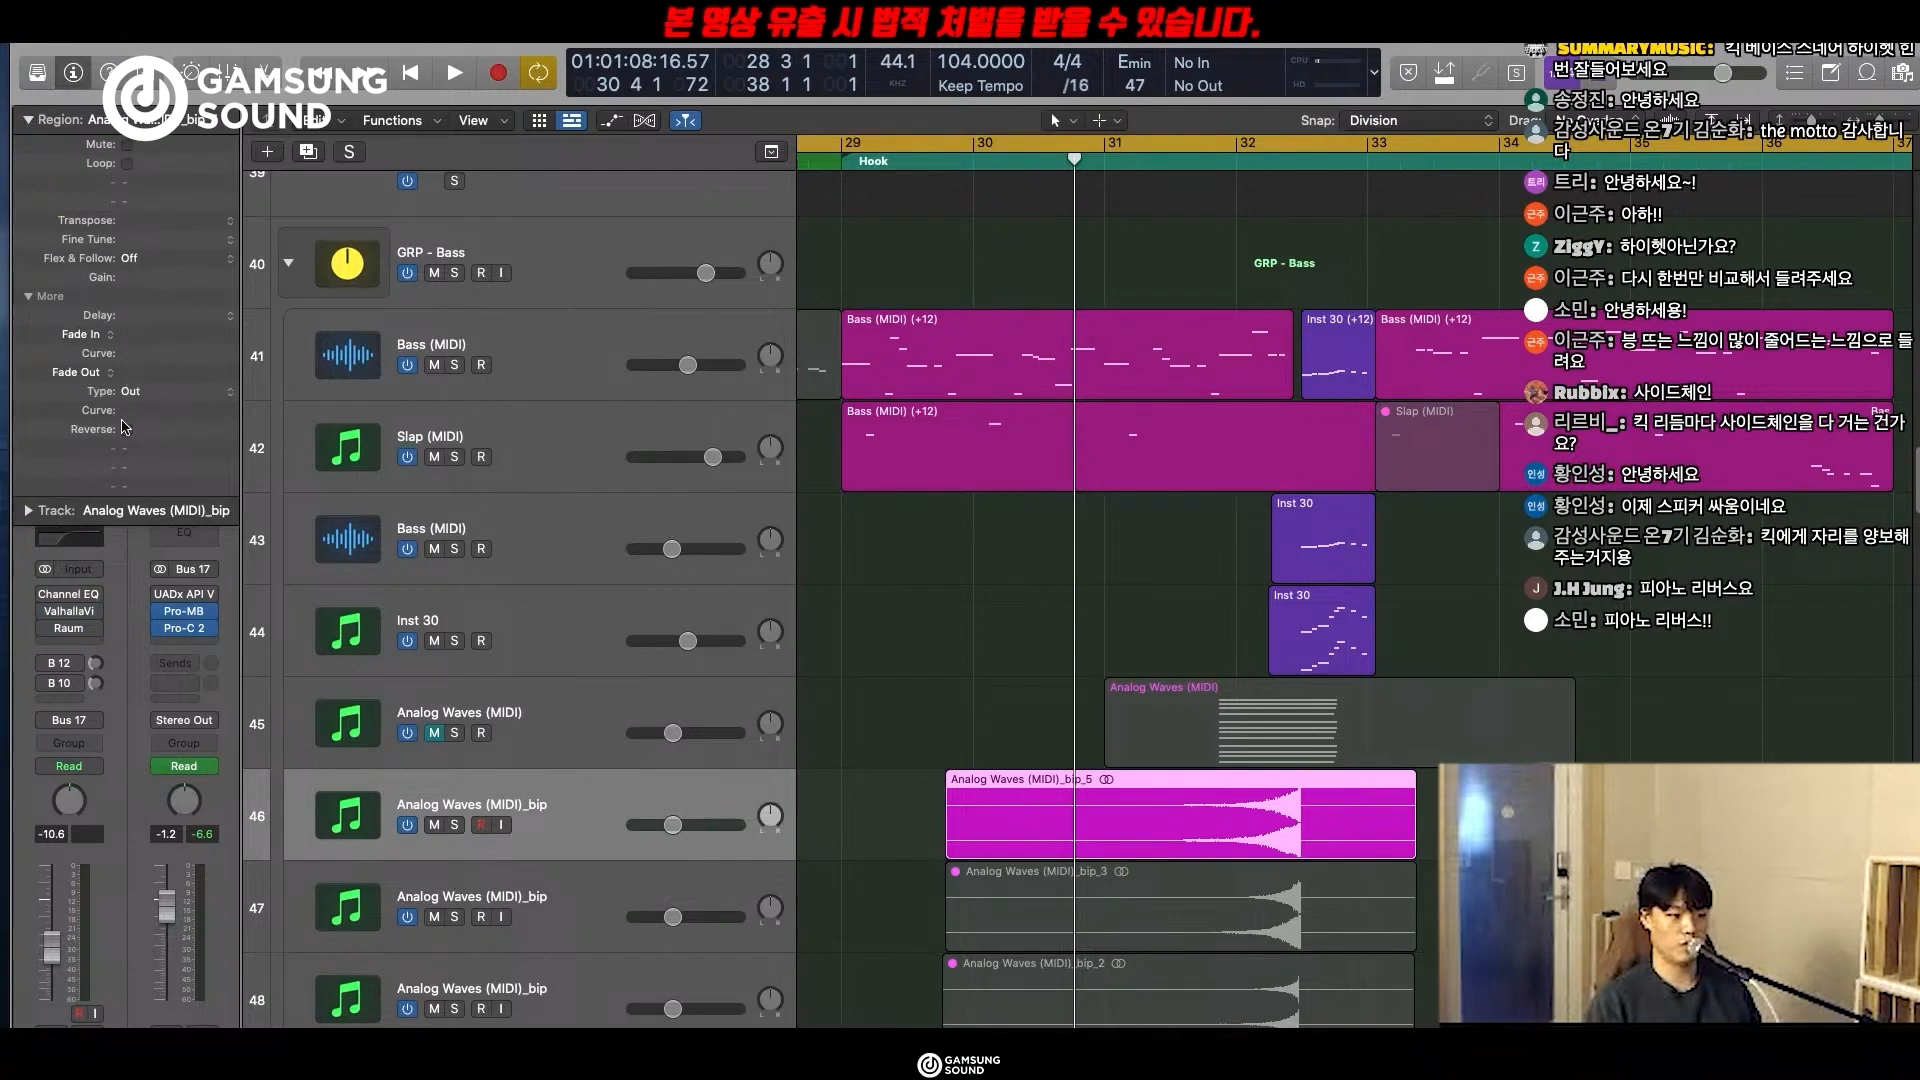 본 영상 유출 시 법적 처벌을 받을 수 있습니다.
GAMSUNG
SOUND
01:01:08:16.57
30 4 1 072
28 3 1 001
38 1 1 001
44.1
KHZ
104.0000
Keep Tempo
4/4
/16
Emin
47
No In
No Out
CPU
HD
S
Region:
Functions
View
Snap: Division
S
29
30
31
32
33
34
35
36
37
Hook
Mute:
Loop:
Transpose:
Fine Tune:
Flex & Follow: Off
Gain:
More
Delay:
Fade In
Curve:
Fade Out
Type: Out
Curve:
Reverse:
Track: Analog Waves (MIDI)_bip
EQ
Input
Bus 17
Channel EQ
UADx API V
ValhallaVi
Pro-MB
Raum
Pro-C 2
B 12
Sends
B 10
Bus 17
Stereo Out
Group
Group
Read
Read
-10.6
-1.2
-6.6
R I
39
S
40
GRP - Bass
M S R I
GRP - Bass
41
Bass (MIDI)
M S R
Bass (MIDI) (+12)
Inst 30 (+12)
Bass (MIDI) (+12)
42
Slap (MIDI)
M S R
Bass (MIDI) (+12)
Slap (MIDI)
Bas
43
Bass (MIDI)
M S R
Inst 30
44
Inst 30
M S R
Inst 30
45
Analog Waves (MIDI)
M S R
Analog Waves (MIDI)
46
Analog Waves (MIDI)_bip
M S R I
Analog Waves (MIDI)_bip_5
47
Analog Waves (MIDI)_bip
M S R I
Analog Waves (MIDI)_bip_3
48
Analog Waves (MIDI)_bip
M S R I
Analog Waves (MIDI)_bip_2
SUMMARYMUSIC: 킥 베이스 스네어 하이햇 한
번 잘들어보세요
송정진: 안녕하세요
감성사운드 온7기 김순화: the motto 감사합니
다
트리: 안녕하세요~!
이근주: 아하!!
ZiggY: 하이헷아닌가요?
이근주: 다시 한번만 비교해서 들려주세요
소민: 안녕하세용!
이근주: 븡 뜨는 느낌이 많이 줄어드는 느낌으로 들
려요
Rubbix: 사이드체인
리르비_: 킥 리듬마다 사이드체인을 다 거는 건가
요?
황인성: 안녕하세요
황인성: 이제 스피커 싸움이네요
감성사운드 온7기 김순화: 킥에게 자리를 양보해
주는거지용
J.H Jung: 피아노 리버스요
소민: 피아노 리버스!!
GAMSUNG
SOUND